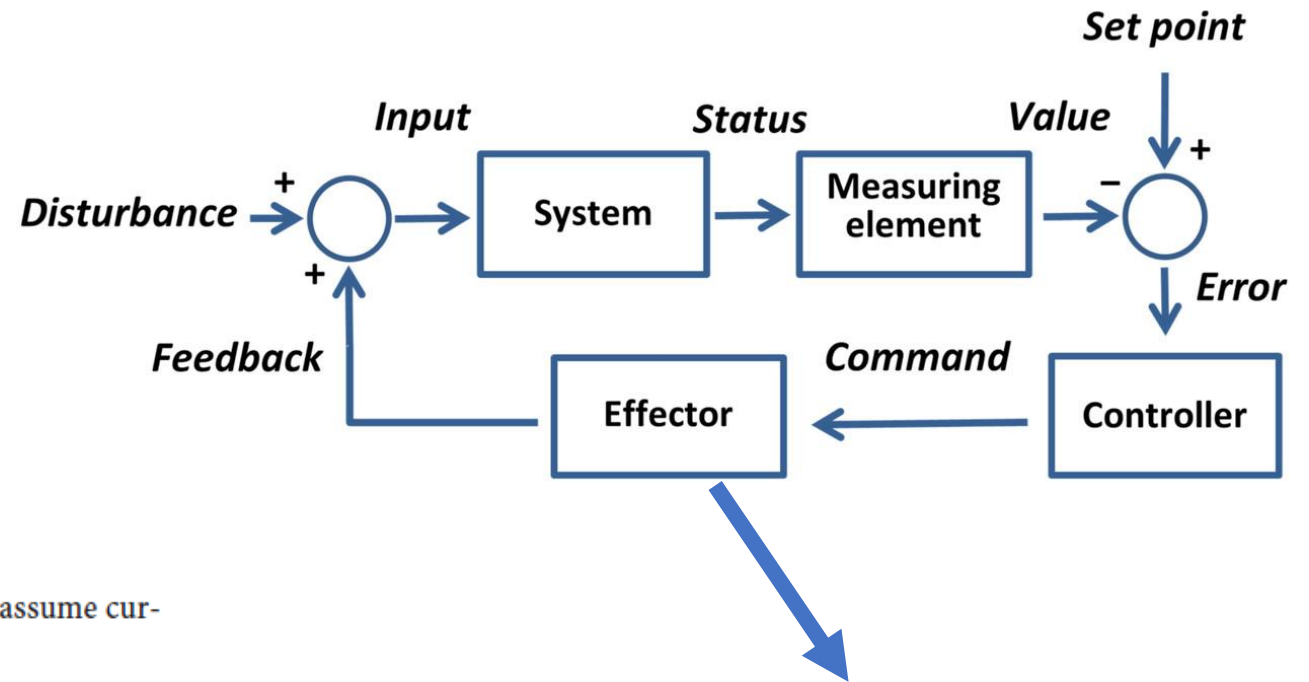 Set point
Input
Status
Value
+
+
–
Disturbance
System
Measuring
element
+
Error
Feedback
Command
Effector
Controller
assume cur-